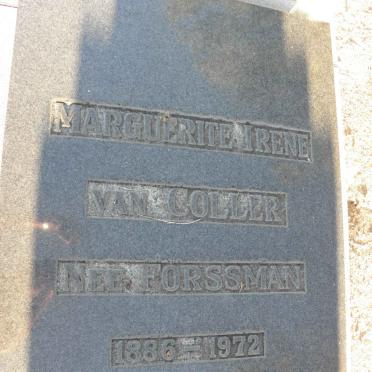 MARGUERITE IRENE
VAN COLLER
NEE FORSSMAN
1886 — 1972